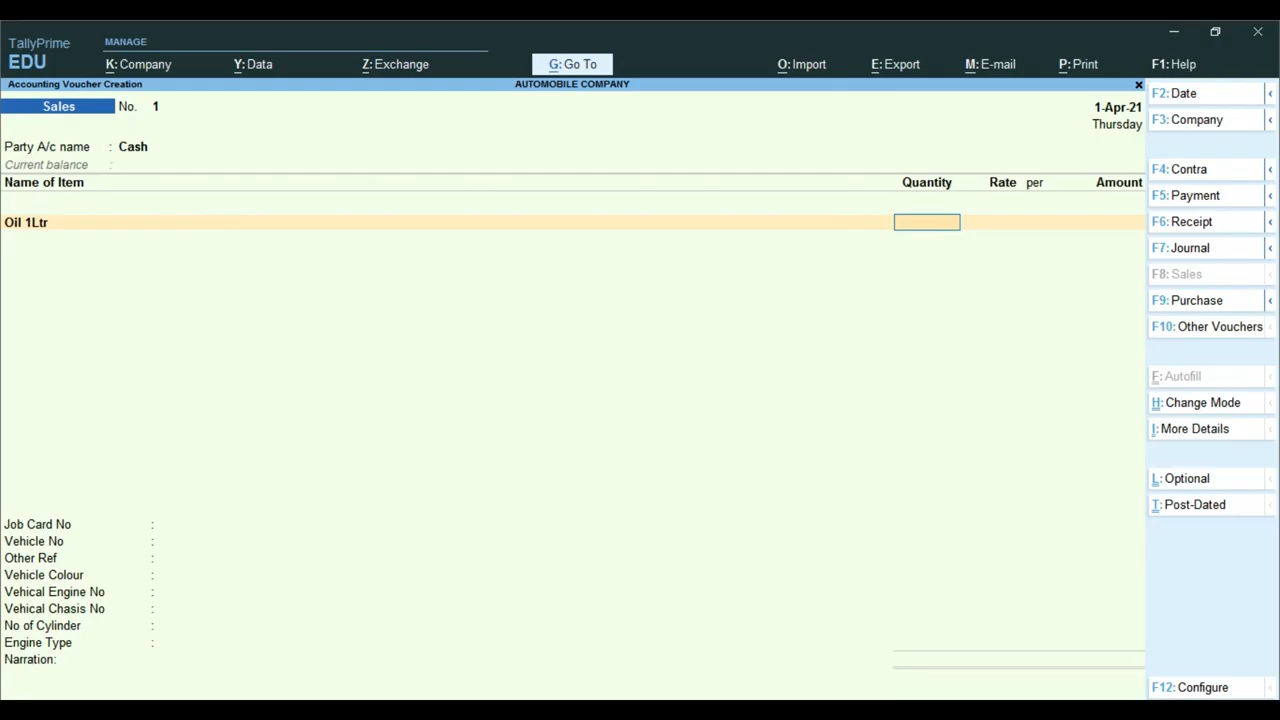 TallyPrime
EDU
MANAGE
K: Company Y: Data Z: Exchange G: Go To O: Import E: Export M: E-mail P: Print F1: Help
Accounting Voucher Creation AUTOMOBILE COMPANY
Sales No. 1 1-Apr-21
Thursday
Party A/c name : Cash
Current balance :
Name of Item Quantity Rate per Amount
Oil 1Ltr
Job Card No :
Vehicle No :
Other Ref :
Vehicle Colour :
Vehical Engine No :
Vehical Chasis No :
No of Cylinder :
Engine Type :
Narration:
F2: Date
F3: Company
F4: Contra
F5: Payment
F6: Receipt
F7: Journal
F8: Sales
F9: Purchase
F10: Other Vouchers
F: Autofill
H: Change Mode
I: More Details
L: Optional
T: Post-Dated
F12: Configure